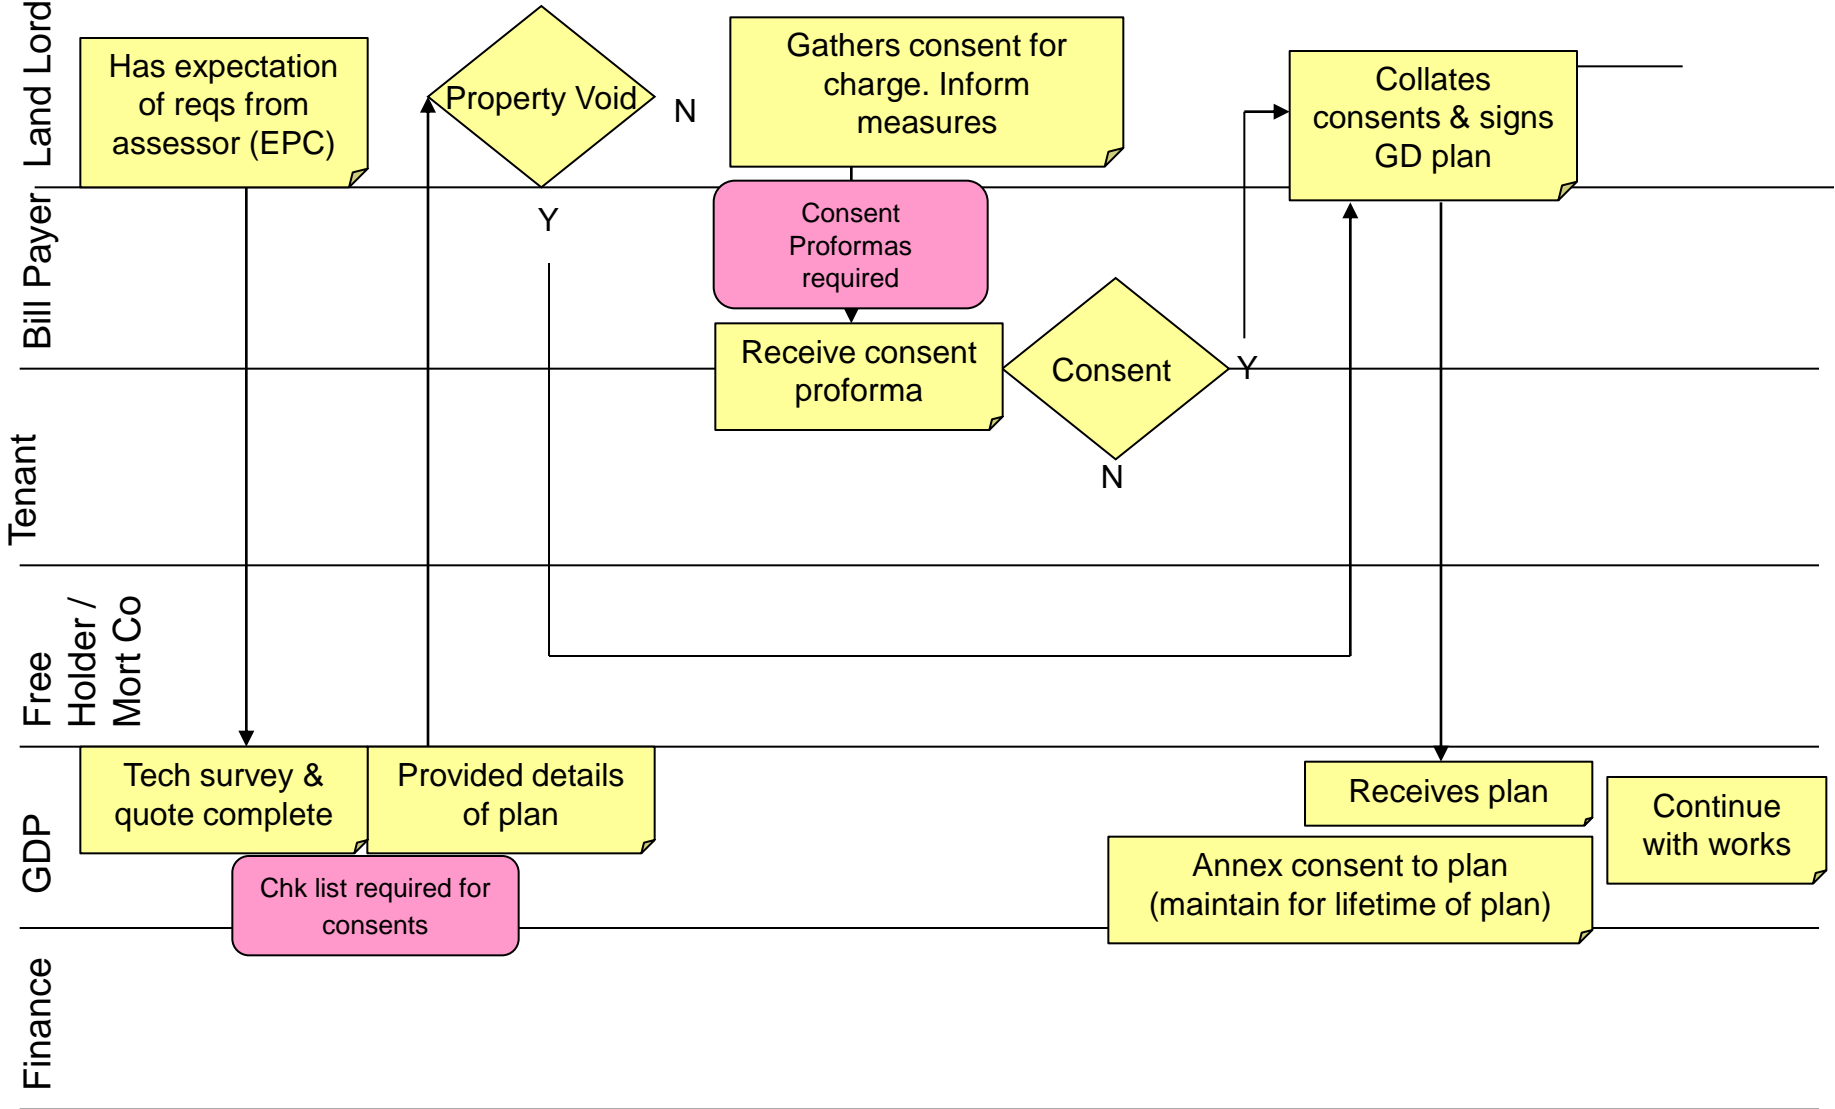 Land Lord
Has expectation
of reqs from
assessor (EPC)
Property Void
N
Y
Gathers consent for
charge. Inform
measures
Collates
consents & signs
GD plan
Bill Payer
Consent
Proformas
required
Receive consent
proforma
Consent
Y
N
Tenant
Free
Holder /
Mort Co
GDP
Tech survey &
quote complete
Provided details
of plan
Chk list required for
consents
Receives plan
Annex consent to plan
(maintain for lifetime of plan)
Continue
with works
Finance